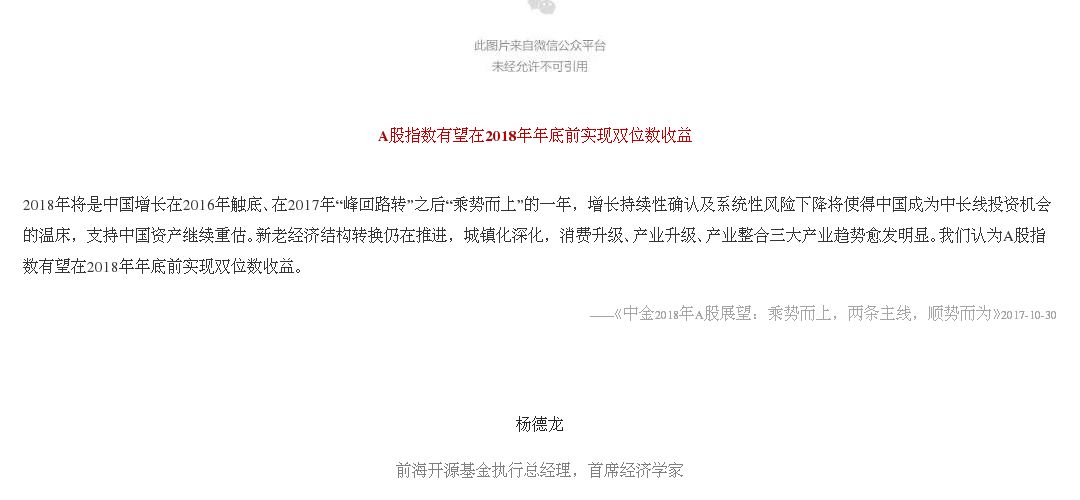 此图片来自微信公众平台
未经允许不可引用
A股指数有望在2018年年底前实现双位数收益
2018年将是中国增长在2016年触底、在2017年“峰回路转”之后“乘势而上”的一年，增长持续性确认及系统性风险下降将使得中国成为中长线投资机会
的温床，支持中国资产继续重估。新老经济结构转换仍在推进，城镇化深化，消费升级、产业升级、产业整合三大产业趋势愈发明显。我们认为A股指
数有望在2018年年底前实现双位数收益。
——《中金2018年A股展望：乘势而上，两条主线，顺势而为》2017-10-30
杨德龙
前海开源基金执行总经理，首席经济学家